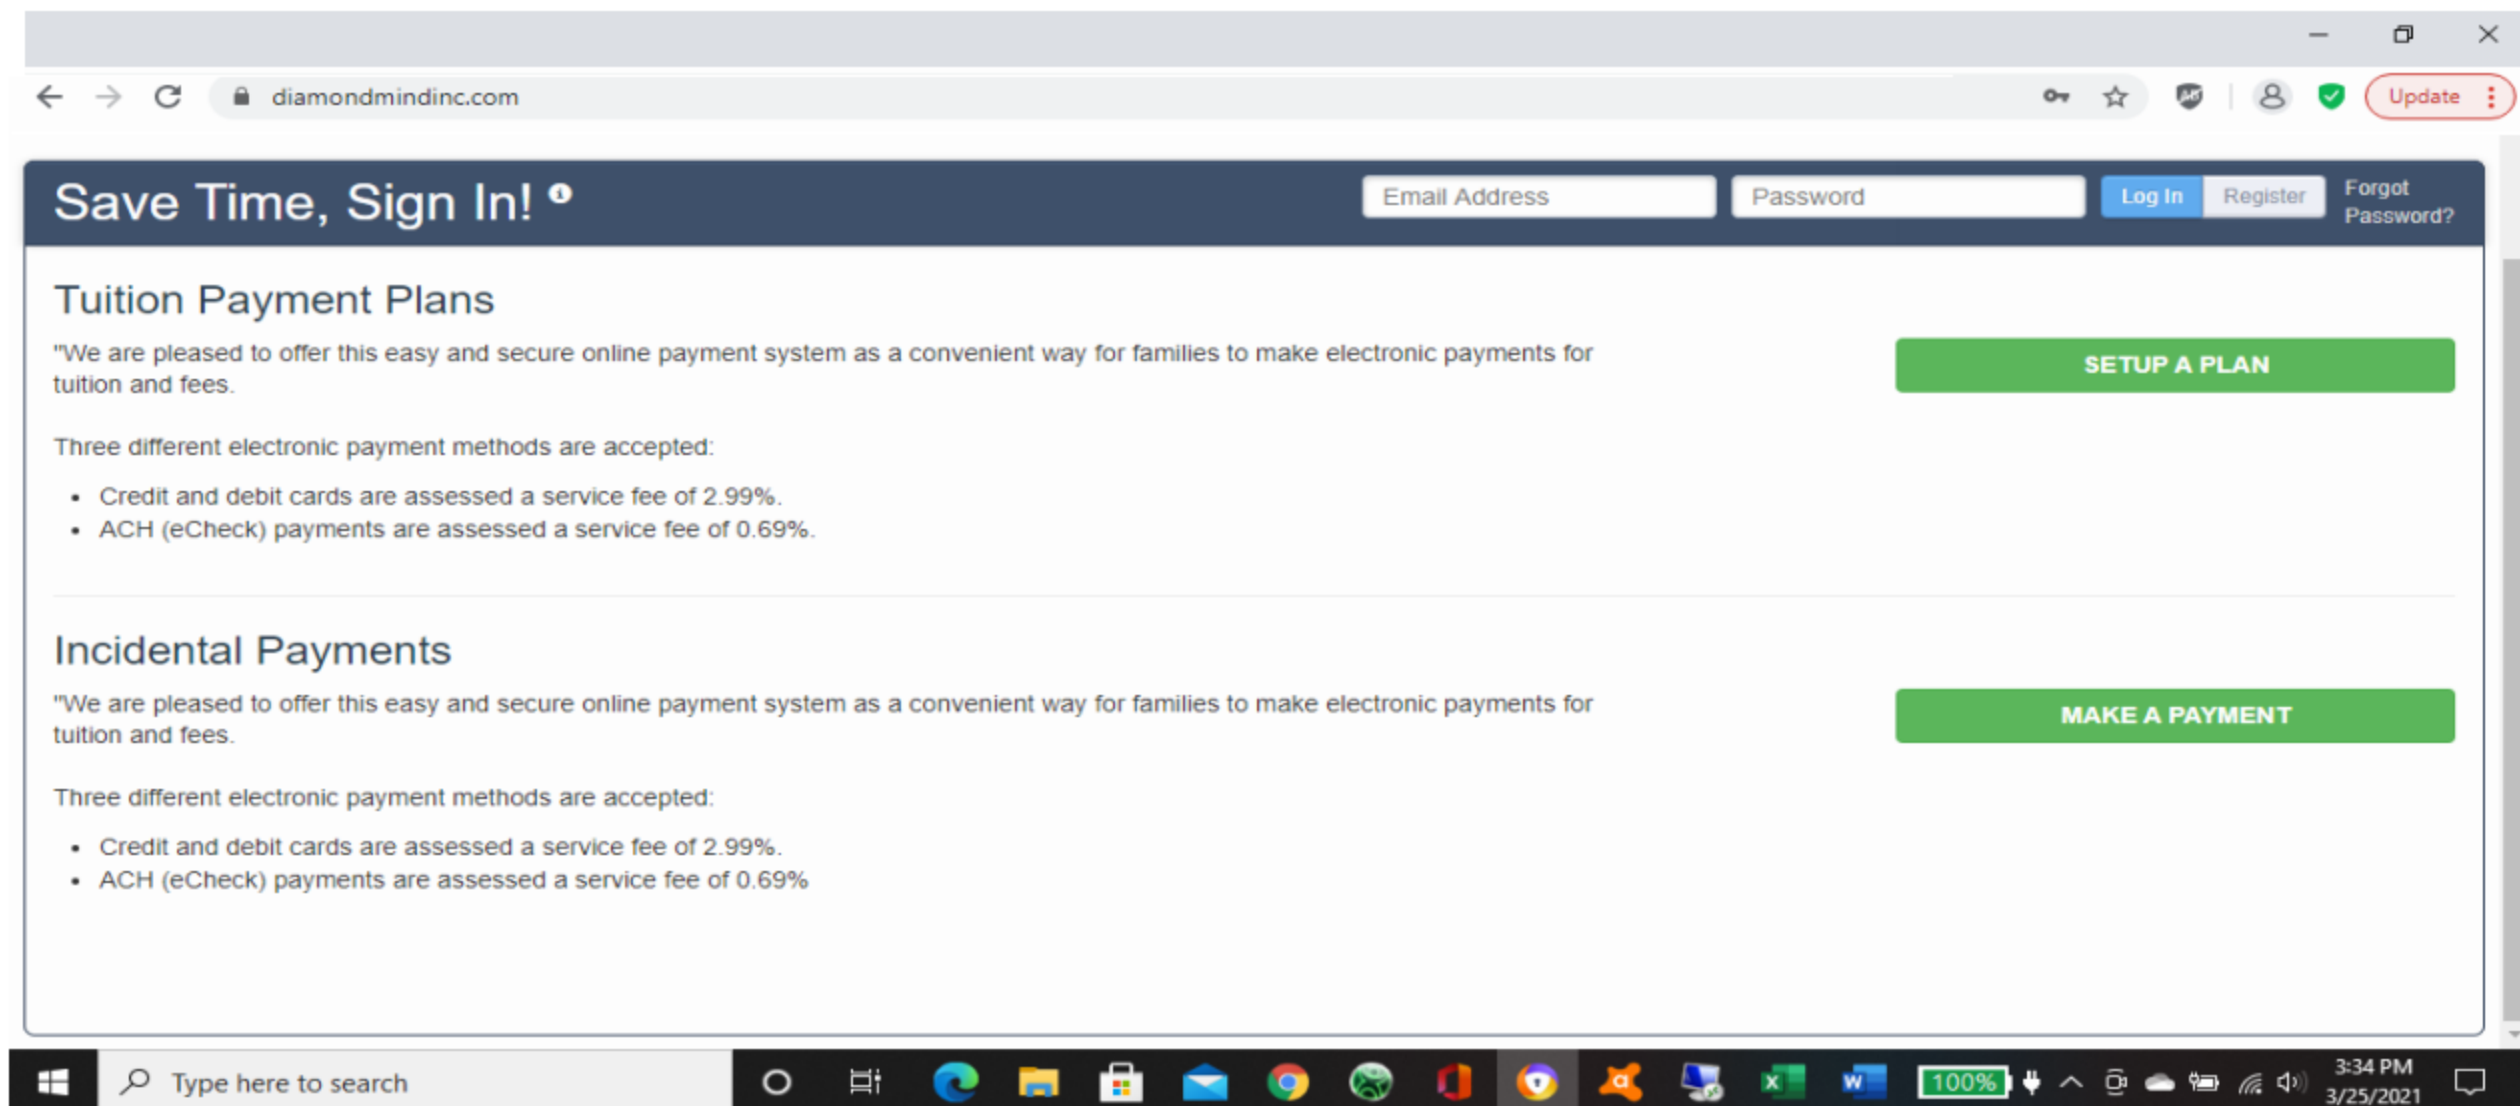 diamondmindinc.com
Update
Save Time, Sign In!
Email Address
Password
Log In
Register
Forgot
Password?
Tuition Payment Plans
"We are pleased to offer this easy and secure online payment system as a convenient way for families to make electronic payments for
tuition and fees.
SETUP A PLAN
Three different electronic payment methods are accepted:
• Credit and debit cards are assessed a service fee of 2.99%.
• ACH (eCheck) payments are assessed a service fee of 0.69%.
Incidental Payments
"We are pleased to offer this easy and secure online payment system as a convenient way for families to make electronic payments for
tuition and fees.
MAKE A PAYMENT
Three different electronic payment methods are accepted:
• Credit and debit cards are assessed a service fee of 2.99%.
• ACH (eCheck) payments are assessed a service fee of 0.69%
Type here to search
100%
3:34 PM
3/25/2021